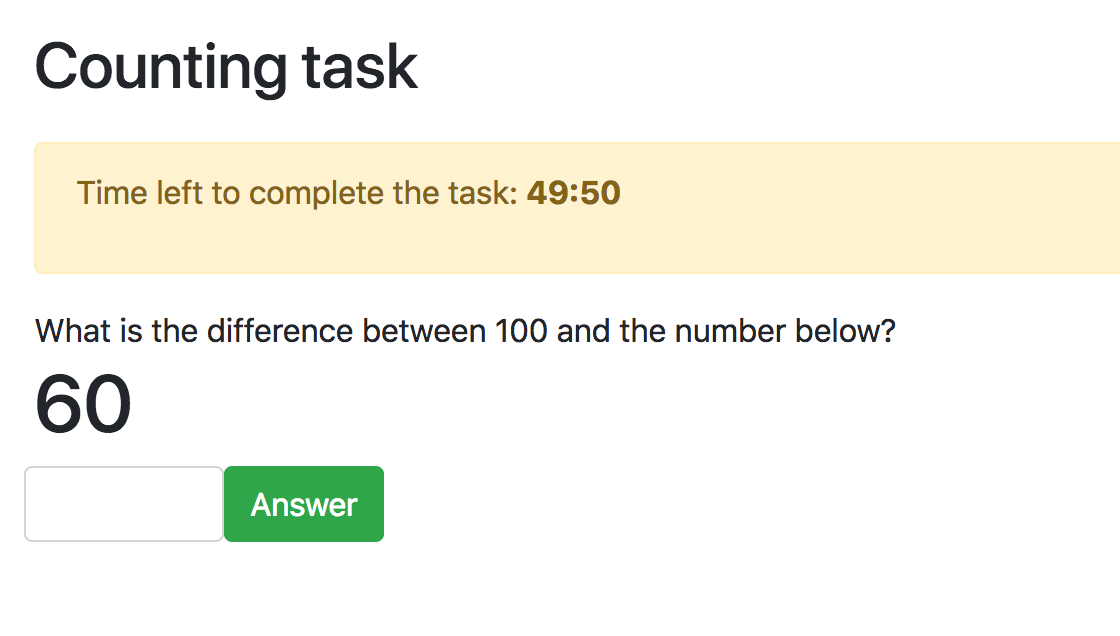 Counting task
Time left to complete the task: 49:50
What is the difference between 100 and the number below?
60
Answer